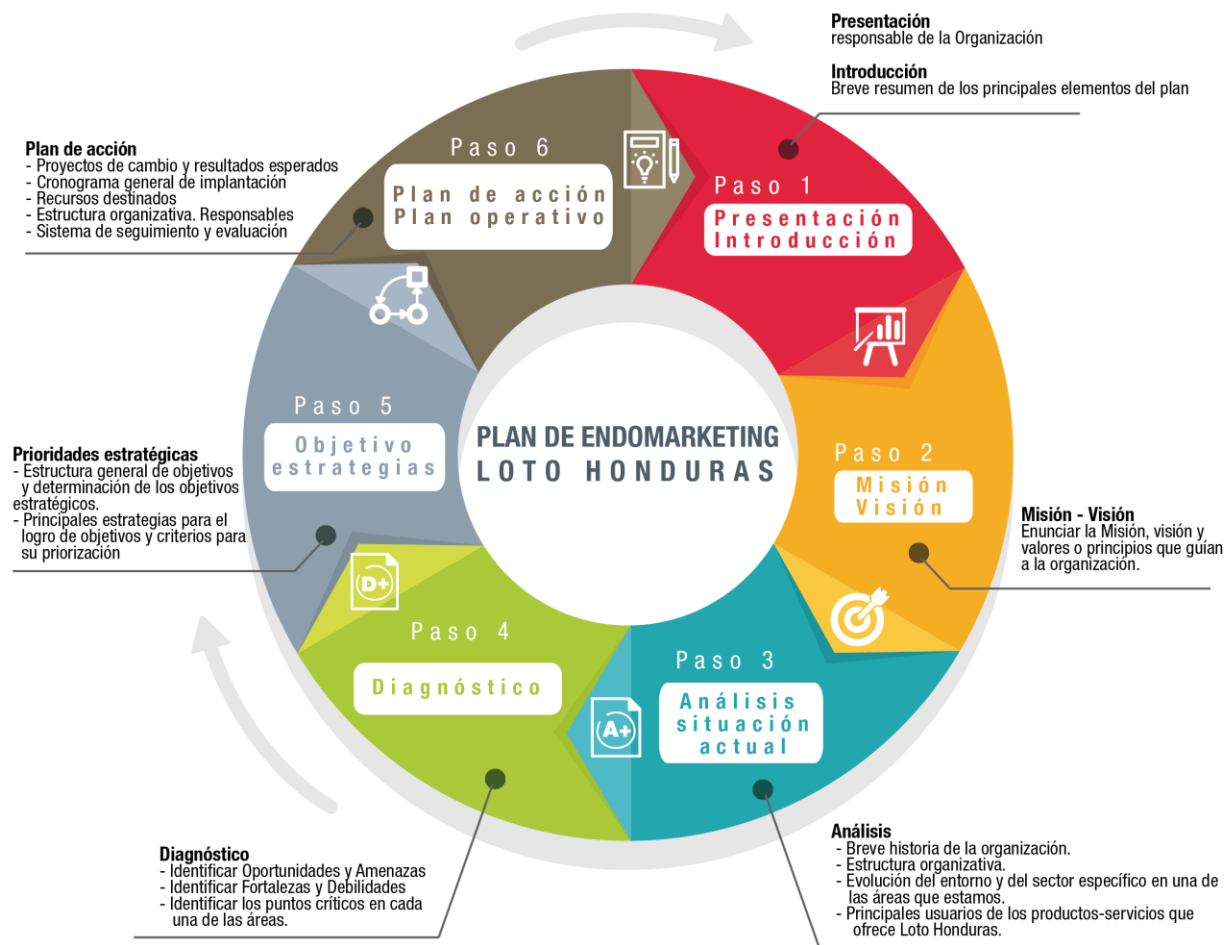 PLAN DE ENDOMARKETING
LOTO HONDURAS
Paso 1
Presentación
Introducción
Presentación
responsable de la Organización
Introducción
Breve resumen de los principales elementos del plan
Paso 2
Misión
Visión
Misión - Visión
Enunciar la Misión, visión y
valores o principios que guían
a la organización.
Paso 3
Análisis
situación
actual
Análisis
- Breve historia de la organización.
- Estructura organizativa.
- Evolución del entorno y del sector específico en una de
las áreas que estamos.
- Principales usuarios de los productos-servicios que
ofrece Loto Honduras.
A+
Paso 4
Diagnóstico
Diagnóstico
- Identificar Oportunidades y Amenazas
- Identificar Fortalezas y Debilidades
- Identificar los puntos críticos en cada
una de las áreas.
D+
Paso 5
Objetivo
estrategias
Prioridades estratégicas
- Estructura general de objetivos
y determinación de los objetivos
estratégicos.
- Principales estrategias para el
logro de objetivos y criterios para
su priorización
Paso 6
Plan de acción
Plan operativo
Plan de acción
- Proyectos de cambio y resultados esperados
- Cronograma general de implantación
- Recursos destinados
- Estructura organizativa. Responsables
- Sistema de seguimiento y evaluación